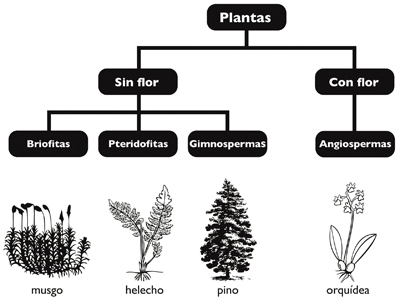 Plantas
Sin flor
Con flor
Briofitas
Pteridofitas
Gimnospermas
Angiospermas
musgo
helecho
pino
orquídea